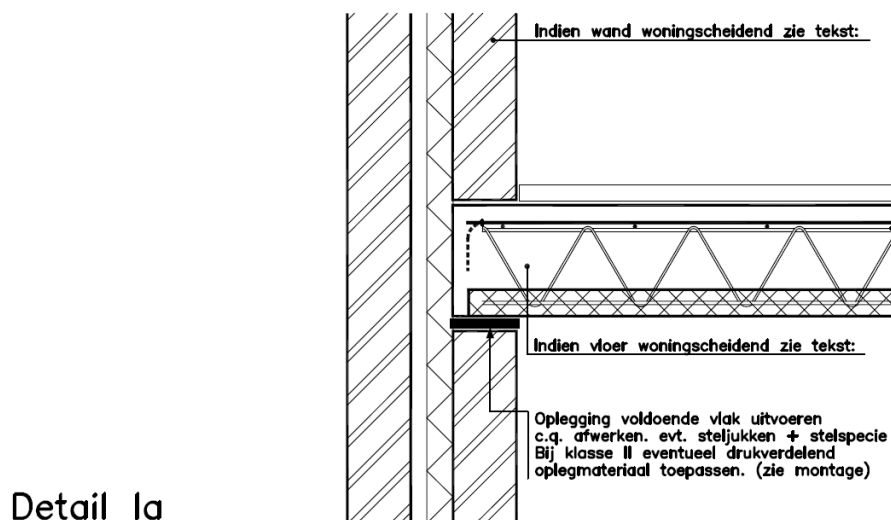 Indien wand woningscheidend zie tekst:
Indien vloer woningscheidend zie tekst:
Oplegging voldoende vlak uitvoeren
c.q. afwerken. evt. steljukken + stelspecie
Bij klasse II eventueel drukverdelend
oplegmateriaal toepassen. (zie montage)
Detail 1a